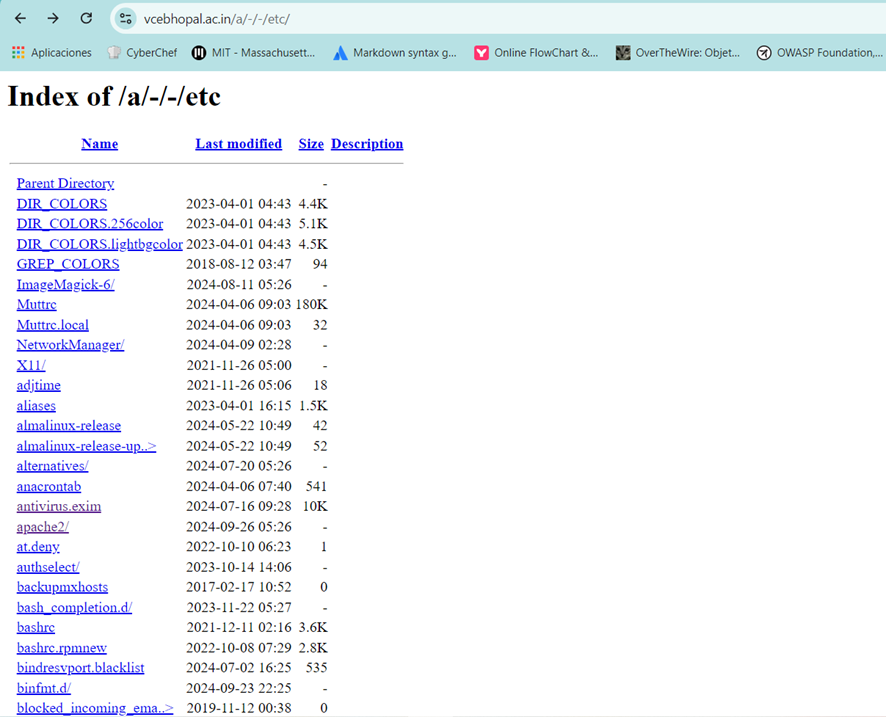 vcebhopal.ac.in/a/-/-/etc/
Aplicaciones CyberChef MIT - Massachusett... Markdown syntax g... Online FlowChart &... OverTheWire: Objet... OWASP Foundation,...
Index of /a/-/-/etc
Name Last modified Size Description
Parent Directory -
DIR_COLORS 2023-04-01 04:43 4.4K
DIR_COLORS.256color 2023-04-01 04:43 5.1K
DIR_COLORS.lightbgcolor 2023-04-01 04:43 4.5K
GREP_COLORS 2018-08-12 03:47 94
ImageMagick-6/ 2024-08-11 05:26 -
Muttrc 2024-04-06 09:03 180K
Muttrc.local 2024-04-06 09:03 32
NetworkManager/ 2024-04-09 02:28 -
X11/ 2021-11-26 05:00 -
adjtime 2021-11-26 05:06 18
aliases 2023-04-01 16:15 1.5K
almalinux-release 2024-05-22 10:49 42
almalinux-release-up..> 2024-05-22 10:49 52
alternatives/ 2024-07-20 05:26 -
anacrontab 2024-04-06 07:40 541
antivirus.exim 2024-07-16 09:28 10K
apache2/ 2024-09-26 05:26 -
at.deny 2022-10-10 06:23 1
authselect/ 2023-10-14 14:06 -
backupmxhosts 2017-02-17 10:52 0
bash_completion.d/ 2023-11-22 05:27 -
bashrc 2021-12-11 02:16 3.6K
bashrc.rpmnew 2022-10-08 07:29 2.8K
bindresvport.blacklist 2024-07-02 16:25 535
binfmt.d/ 2024-09-23 22:25 -
blocked_incoming_ema..> 2019-11-12 00:38 0